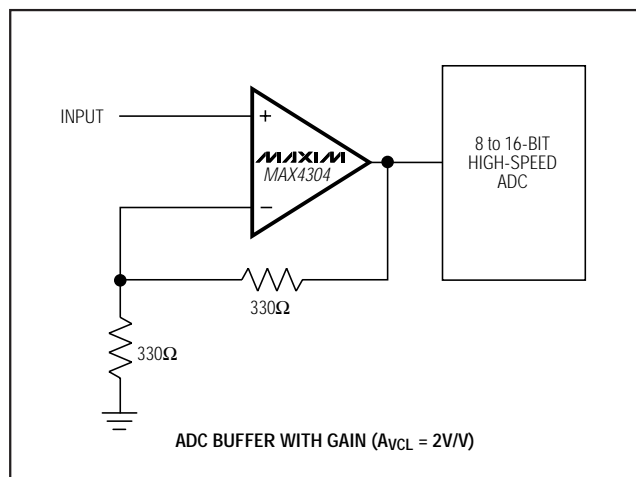 INPUT
+
MAXIM
MAX4304
−
8 to 16-BIT
HIGH-SPEED
ADC
330Ω
330Ω
ADC BUFFER WITH GAIN (AVCL = 2V/V)